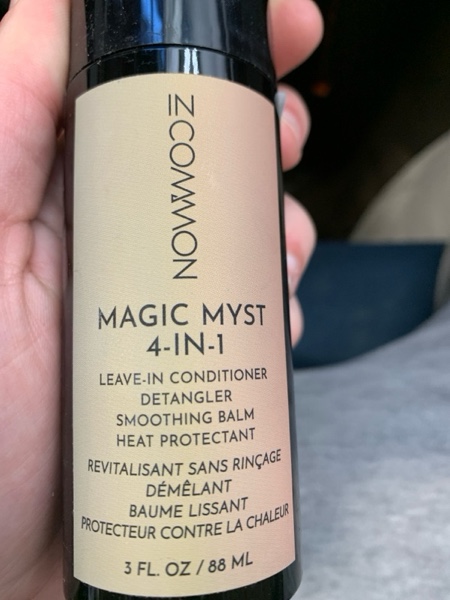 INCOMMON
MAGIC MYST
4-IN-1
LEAVE-IN CONDITIONER
DETANGLER
SMOOTHING BALM
HEAT PROTECTANT
REVITALISANT SANS RINÇAGE
DÉMÊLANT
BAUME LISSANT
PROTECTEUR CONTRE LA CHALEUR
3 FL. OZ / 88 ML